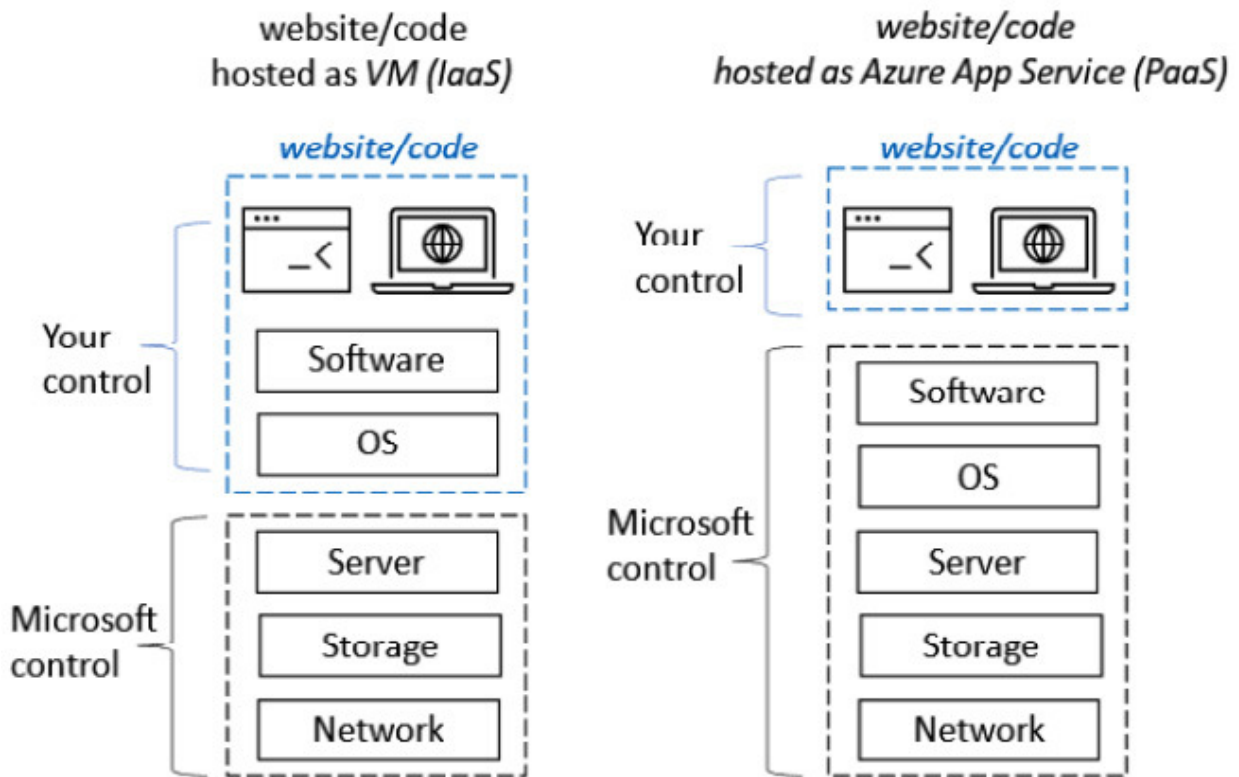 website/code
hosted as VM (IaaS)
website/code
Your
control
Software
OS
Microsoft
control
Server
Storage
Network
website/code
hosted as Azure App Service (PaaS)
website/code
Your
control
Microsoft
control
Software
OS
Server
Storage
Network